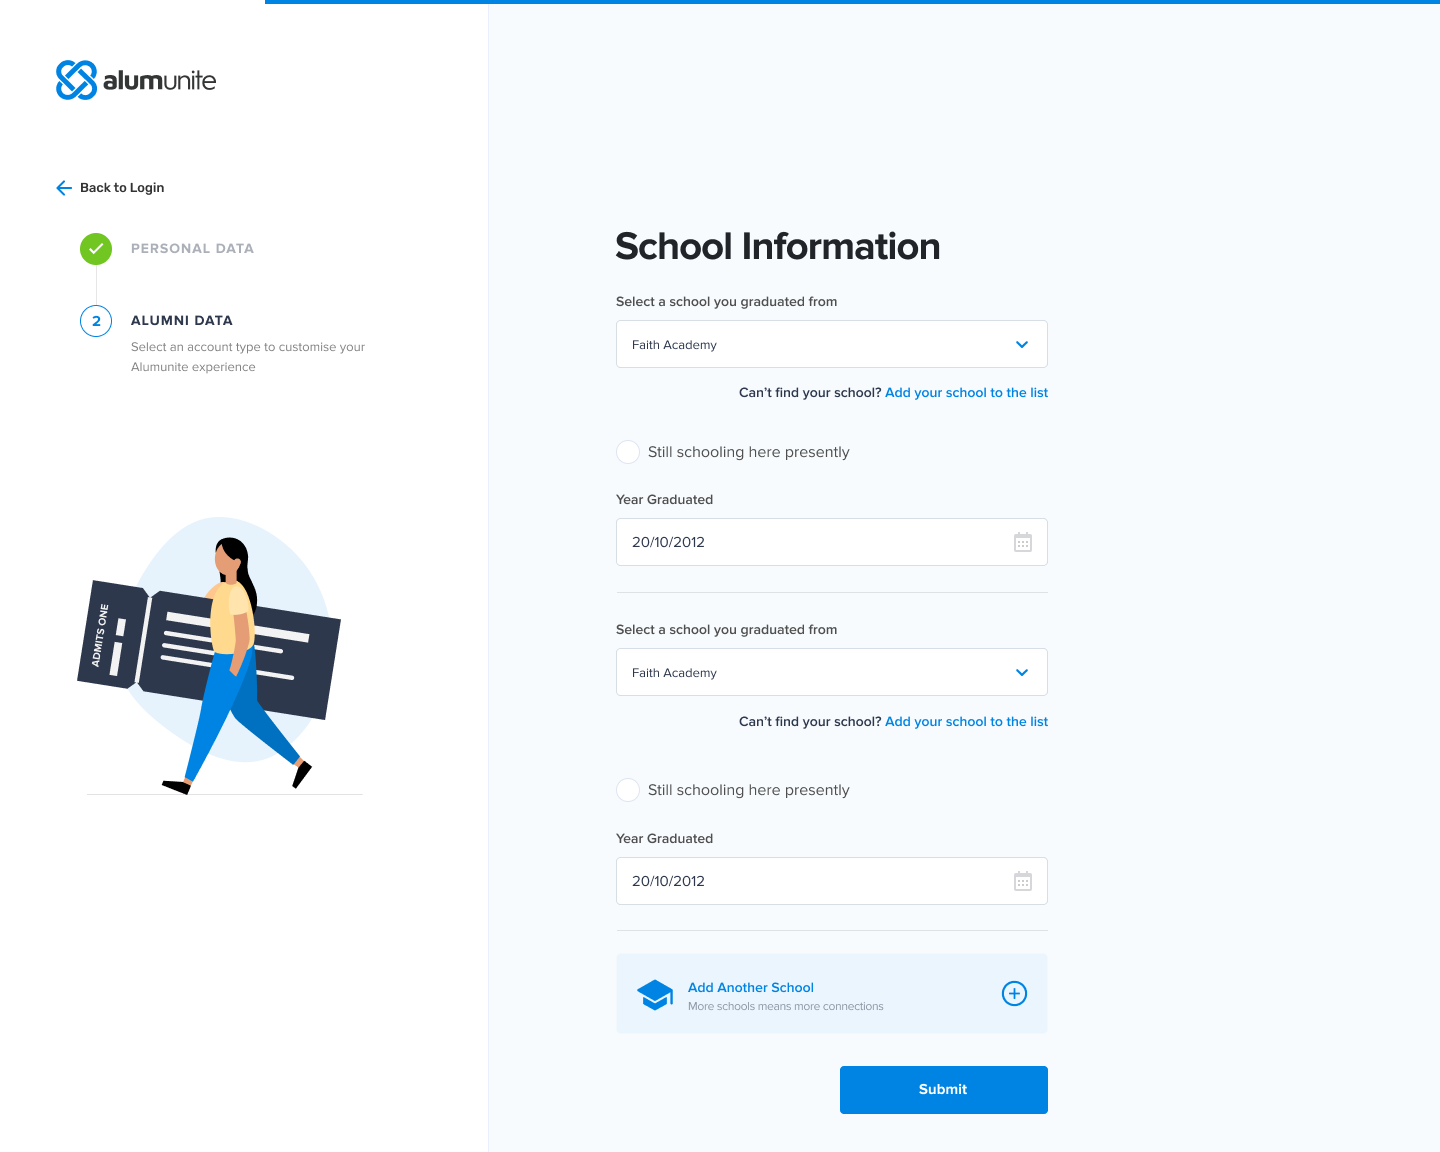 alumunite
Back to Login
PERSONAL DATA
2
ALUMNI DATA
Select an account type to customise your
Alumunite experience
ADMITS ONE
School Information
Select a school you graduated from
Faith Academy
Can't find your school? Add your school to the list
Still schooling here presently
Year Graduated
20/10/2012
Select a school you graduated from
Faith Academy
Can't find your school? Add your school to the list
Still schooling here presently
Year Graduated
20/10/2012
Add Another School
More schools means more connections
Submit